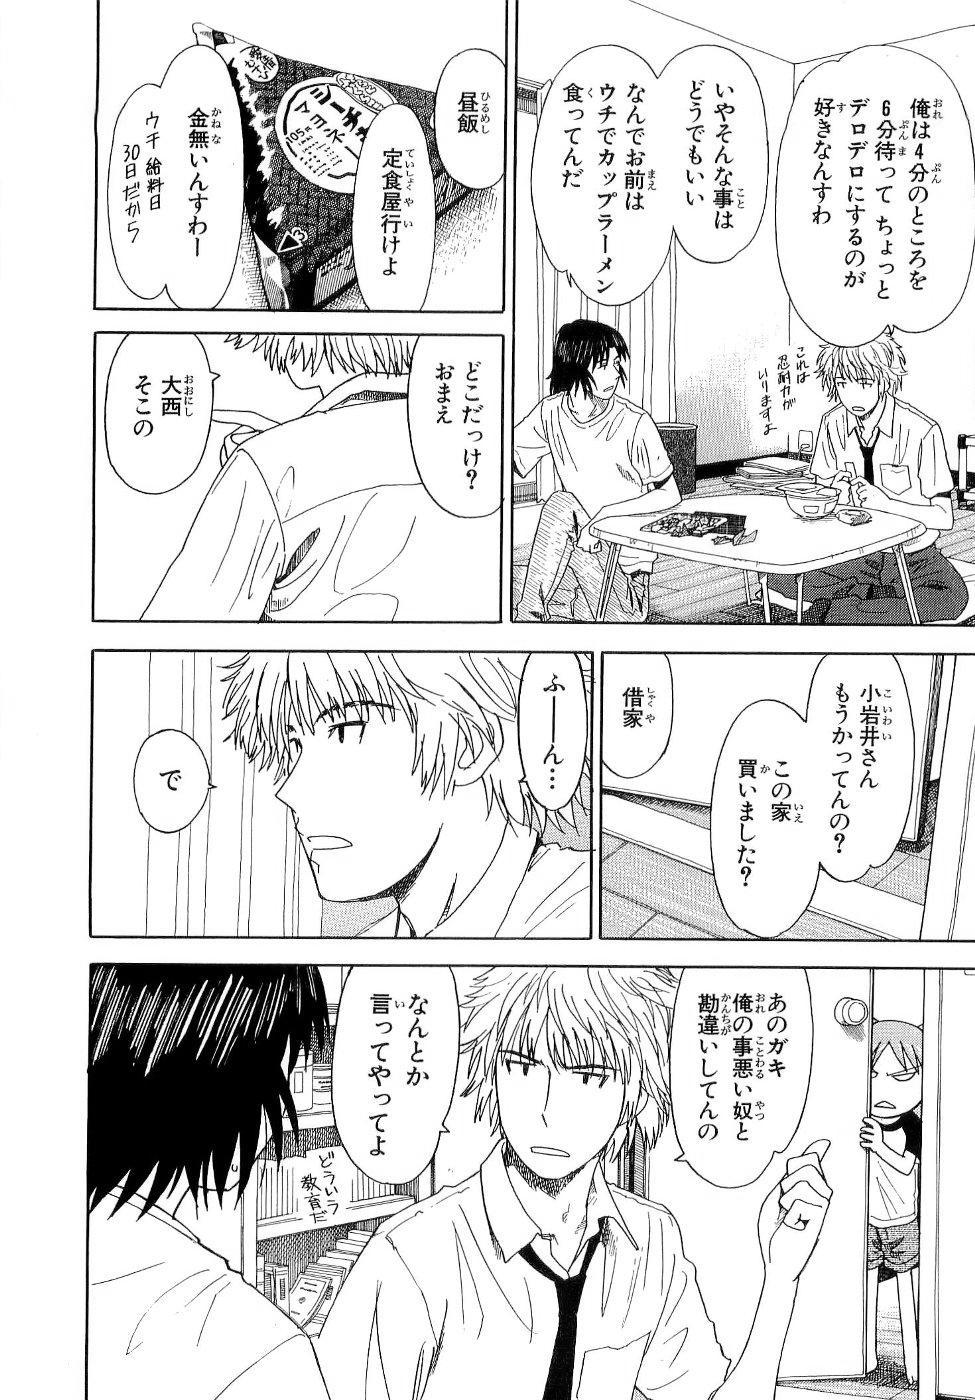 俺は4分のところを
6分待ってちょっと
デロデロにするのが
好きなんすわ
これは
忍耐力が
いりますよ
いやそんな事は
どうでもいい
なんでお前は
ウチでカップラーメン
食ってんだ
昼飯
定食屋行けよ
シーチキン
マヨネーズ
105円
金無いんすわー
ウチ給料日
30日だから
どこだっけ?
おまえ
大西
そこの
小岩井さん
もうかってんの?
この家
買いました?
借家
ふーーん…
で
あのガキ
俺の事悪い奴と
勘違いしてんの
なんとか
言ってやってよ
どういう
教育だ